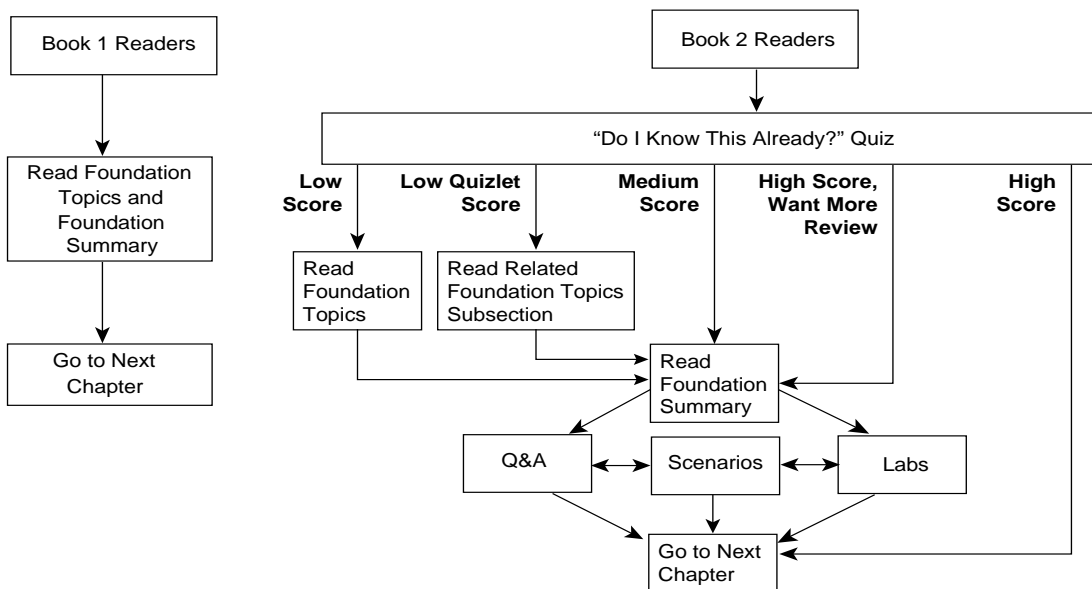 Book 1 Readers
Read Foundation
Topics and
Foundation
Summary
Go to Next
Chapter
Book 2 Readers
“Do I Know This Already?” Quiz
Low
Score
Low Quizlet
Score
Medium
Score
High Score,
Want More
Review
High
Score
Read
Foundation
Topics
Read Related
Foundation Topics
Subsection
Read
Foundation
Summary
Q&A
Scenarios
Labs
Go to Next
Chapter